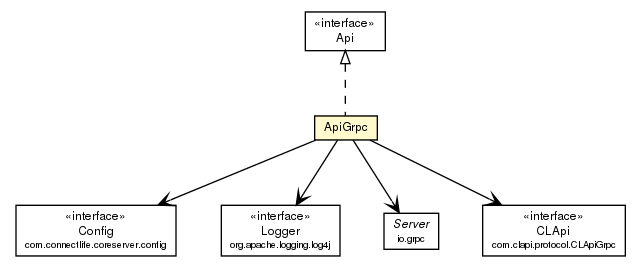 «interface»
Api
ApiGrpc
«interface»
Config
com.connectlife.coreserver.config
«interface»
Logger
org.apache.logging.log4j
Server
io.grpc
«interface»
CLApi
com.clapi.protocol.CLApiGrpc